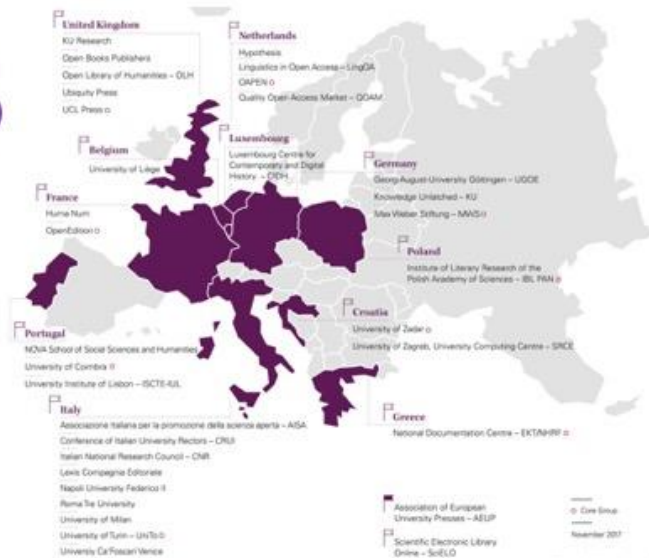 United Kingdom
KU Research
Open Books Publishers
Open Library of Humanities – OLH
Ubiquity Press
UCL Press
Netherlands
Hypothesis
Linguistics in Open Access – LingOA
OAPEN
Quality Open Access Market – QOAM
Belgium
University of Liège
Luxembourg
Luxembourg Centre for
Contemporary and Digital
History – C²DH
Germany
Georg-August-University Göttingen – UGOE
Knowledge Unlatched – KU
Max Weber Stiftung – MWS
France
Huma Num
OpenEdition
Poland
Institute of Literary Research of the
Polish Academy of Sciences – IBL PAN
Croatia
University of Zadar
University of Zagreb, University Computing Centre – SRCE
Portugal
NOVA School of Social Sciences and Humanities
University of Coimbra
University Institute of Lisbon – ISCTE-IUL
Italy
Associazione italiana per la promozione della scienza aperta – AISA
Conference of Italian University Rectors – CRUI
Italian National Research Council – CNR
Lexis Compagnia Editoriale
Napoli University Federico II
Roma Tre University
University of Milan
University of Turin – UniTo
University Ca'Foscari Venice
Greece
National Documentation Centre – EKT/NHRF
Association of European
University Presses – AEUP
Scientific Electronic Library
Online – SciELO
Core Group
November 2017